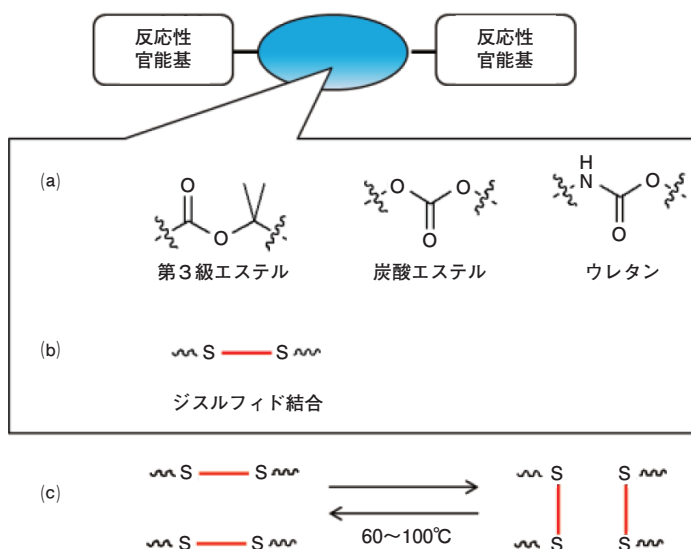 反応性
官能基
反応性
官能基
(a)
O
O
第3級エステル
O O
O
炭酸エステル
H
N O
O
ウレタン
(b)
S S
ジスルフィド結合
(c)
S S
S S
60～100℃
S S
S S